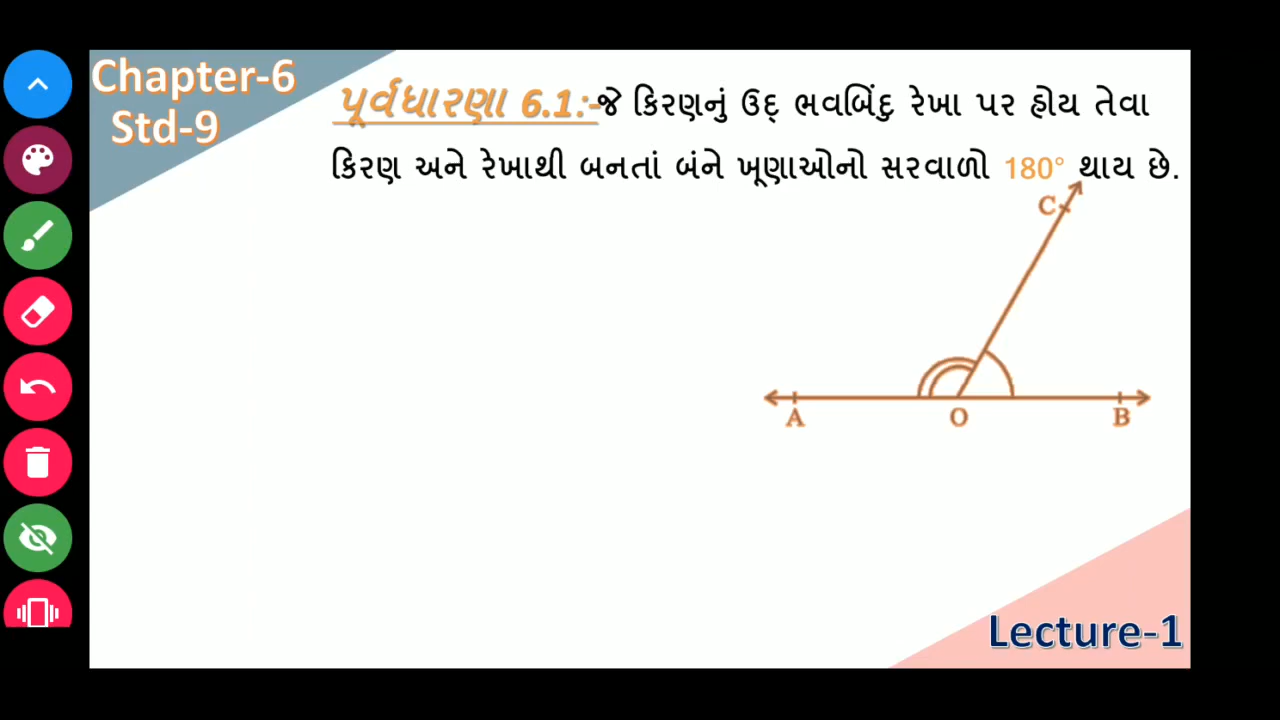 Chapter-6
Std-9
પૂર્વધારણા 6.1:-જે કિરણનું ઉદ્ ભવબિંદુ રેખા પર હોય તેવા
કિરણ અને રેખાથી બનતાં બંને ખૂણાઓનો સરવાળો 180° થાય છે.
C
A
O
B
Lecture-1